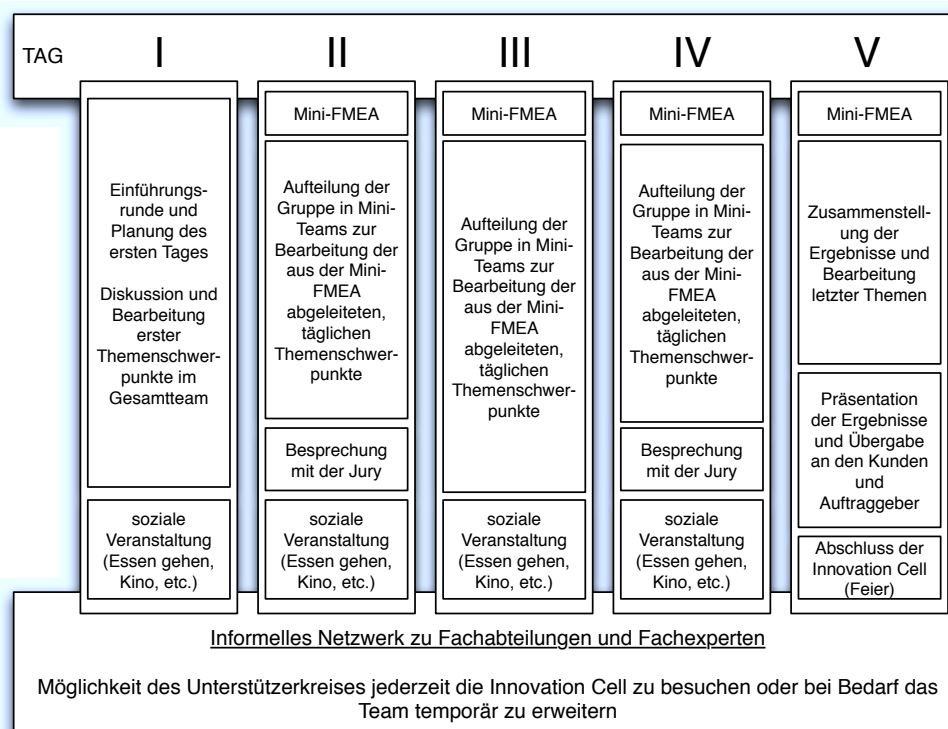 TAG
I
II
III
IV
V
Einführungs-
runde und
Planung des
ersten Tages
Diskussion und
Bearbeitung
erster
Themenschwer-
punkte im
Gesamtteam
soziale
Veranstaltung
(Essen gehen,
Kino, etc.)
Mini-FMEA
Aufteilung der
Gruppe in Mini-
Teams zur
Bearbeitung der
aus der Mini-
FMEA
abgeleiteten,
täglichen
Themenschwer-
punkte
Besprechung
mit der Jury
soziale
Veranstaltung
(Essen gehen,
Kino, etc.)
Mini-FMEA
Aufteilung der
Gruppe in Mini-
Teams zur
Bearbeitung der
aus der Mini-
FMEA
abgeleiteten,
täglichen
Themenschwer-
punkte
soziale
Veranstaltung
(Essen gehen,
Kino, etc.)
Mini-FMEA
Aufteilung der
Gruppe in Mini-
Teams zur
Bearbeitung der
aus der Mini-
FMEA
abgeleiteten,
täglichen
Themenschwer-
punkte
Besprechung
mit der Jury
soziale
Veranstaltung
(Essen gehen,
Kino, etc.)
Mini-FMEA
Zusammenstell-
ung der
Ergebnisse und
Bearbeitung
letzter Themen
Präsentation
der Ergebnisse
und Übergabe
an den Kunden
und
Auftraggeber
Abschluss der
Innovation Cell
(Feier)
Informelles Netzwerk zu Fachabteilungen und Fachexperten
Möglichkeit des Unterstützerkreises jederzeit die Innovation Cell zu besuchen oder bei Bedarf das
Team temporär zu erweitern